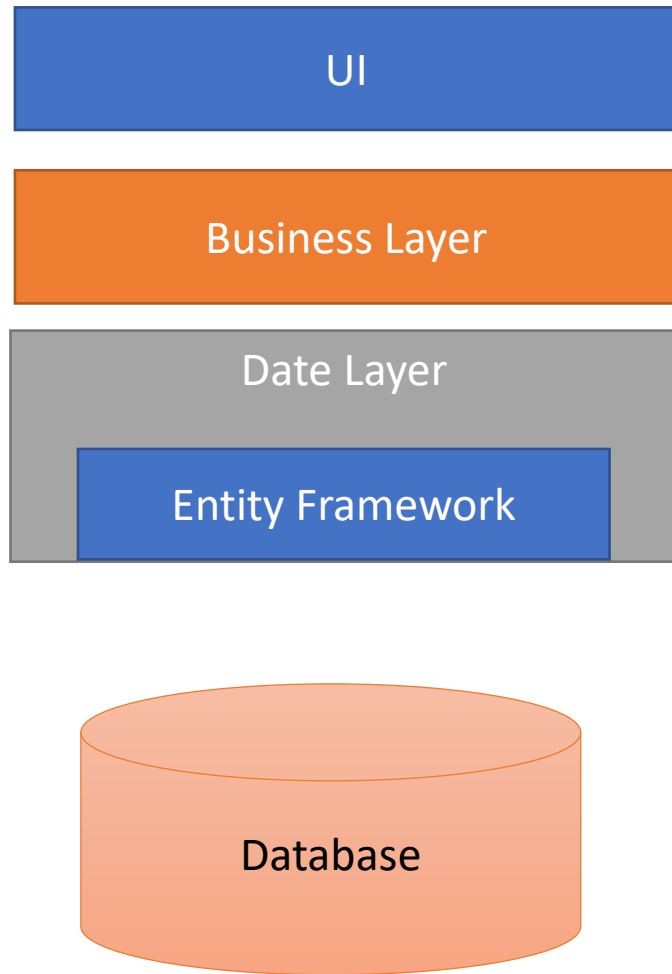 UI
Business Layer
Date Layer
Entity Framework
Database